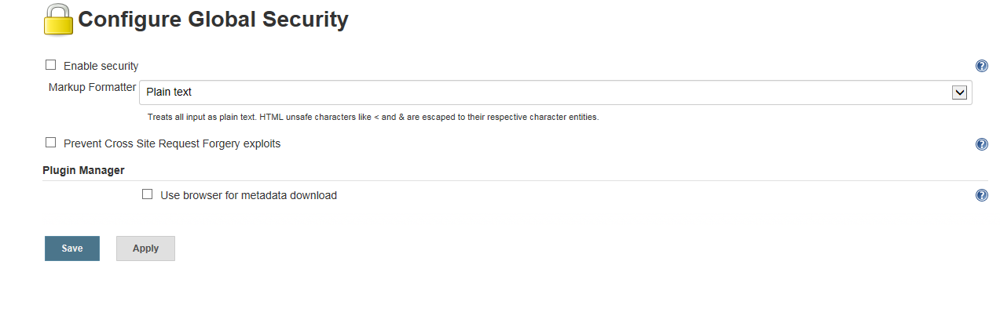 Configure Global Security
Enable security
Markup Formatter Plain text
Treats all input as plain text. HTML unsafe characters like < and & are escaped to their respective character entities.
Prevent Cross Site Request Forgery exploits
Plugin Manager
Use browser for metadata download
Save Apply